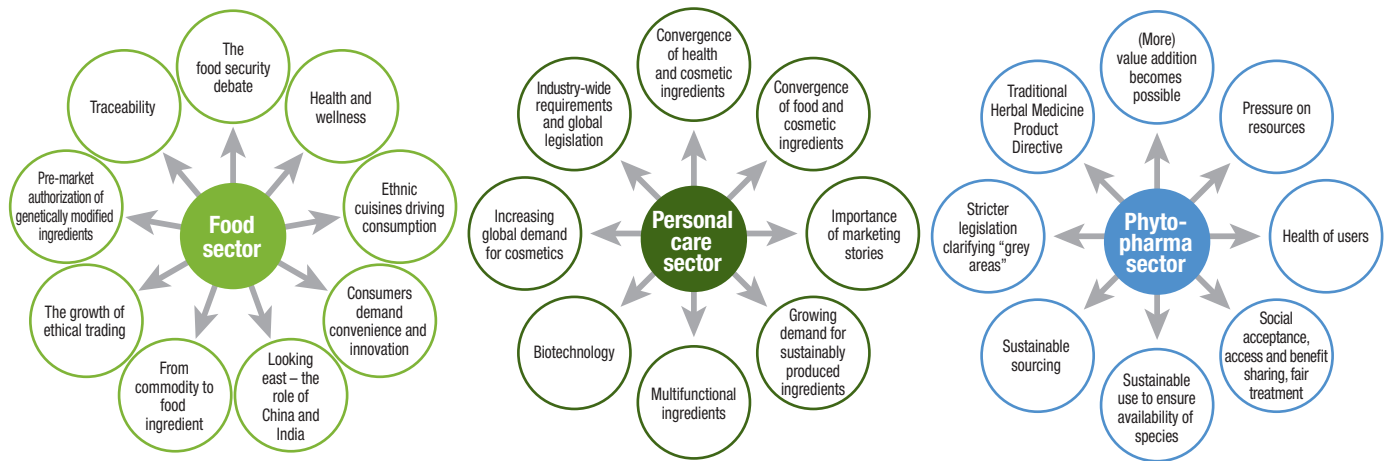 Food
sector
The
food security
debate
Health and
wellness
Ethnic
cuisines driving
consumption
Consumers
demand
convenience and
innovation
Looking
east – the
role of
China and
India
From
commodity to
food
ingredient
The growth of
ethical trading
Pre-market
authorization of
genetically modified
ingredients
Traceability
Personal
care
sector
Convergence
of health
and cosmetic
ingredients
Convergence
of food and
cosmetic
ingredients
Importance
of marketing
stories
Growing
demand for
sustainably
produced
ingredients
Multifunctional
ingredients
Biotechnology
Increasing
global demand
for cosmetics
Industry-wide
requirements
and global
legislation
Phyto-
pharma
sector
(More)
value addition
becomes
possible
Pressure on
resources
Health of users
Social
acceptance,
access and benefit
sharing, fair
treatment
Sustainable
use to ensure
availability of
species
Sustainable
sourcing
Stricter
legislation
clarifying “grey
areas”
Traditional
Herbal Medicine
Product
Directive